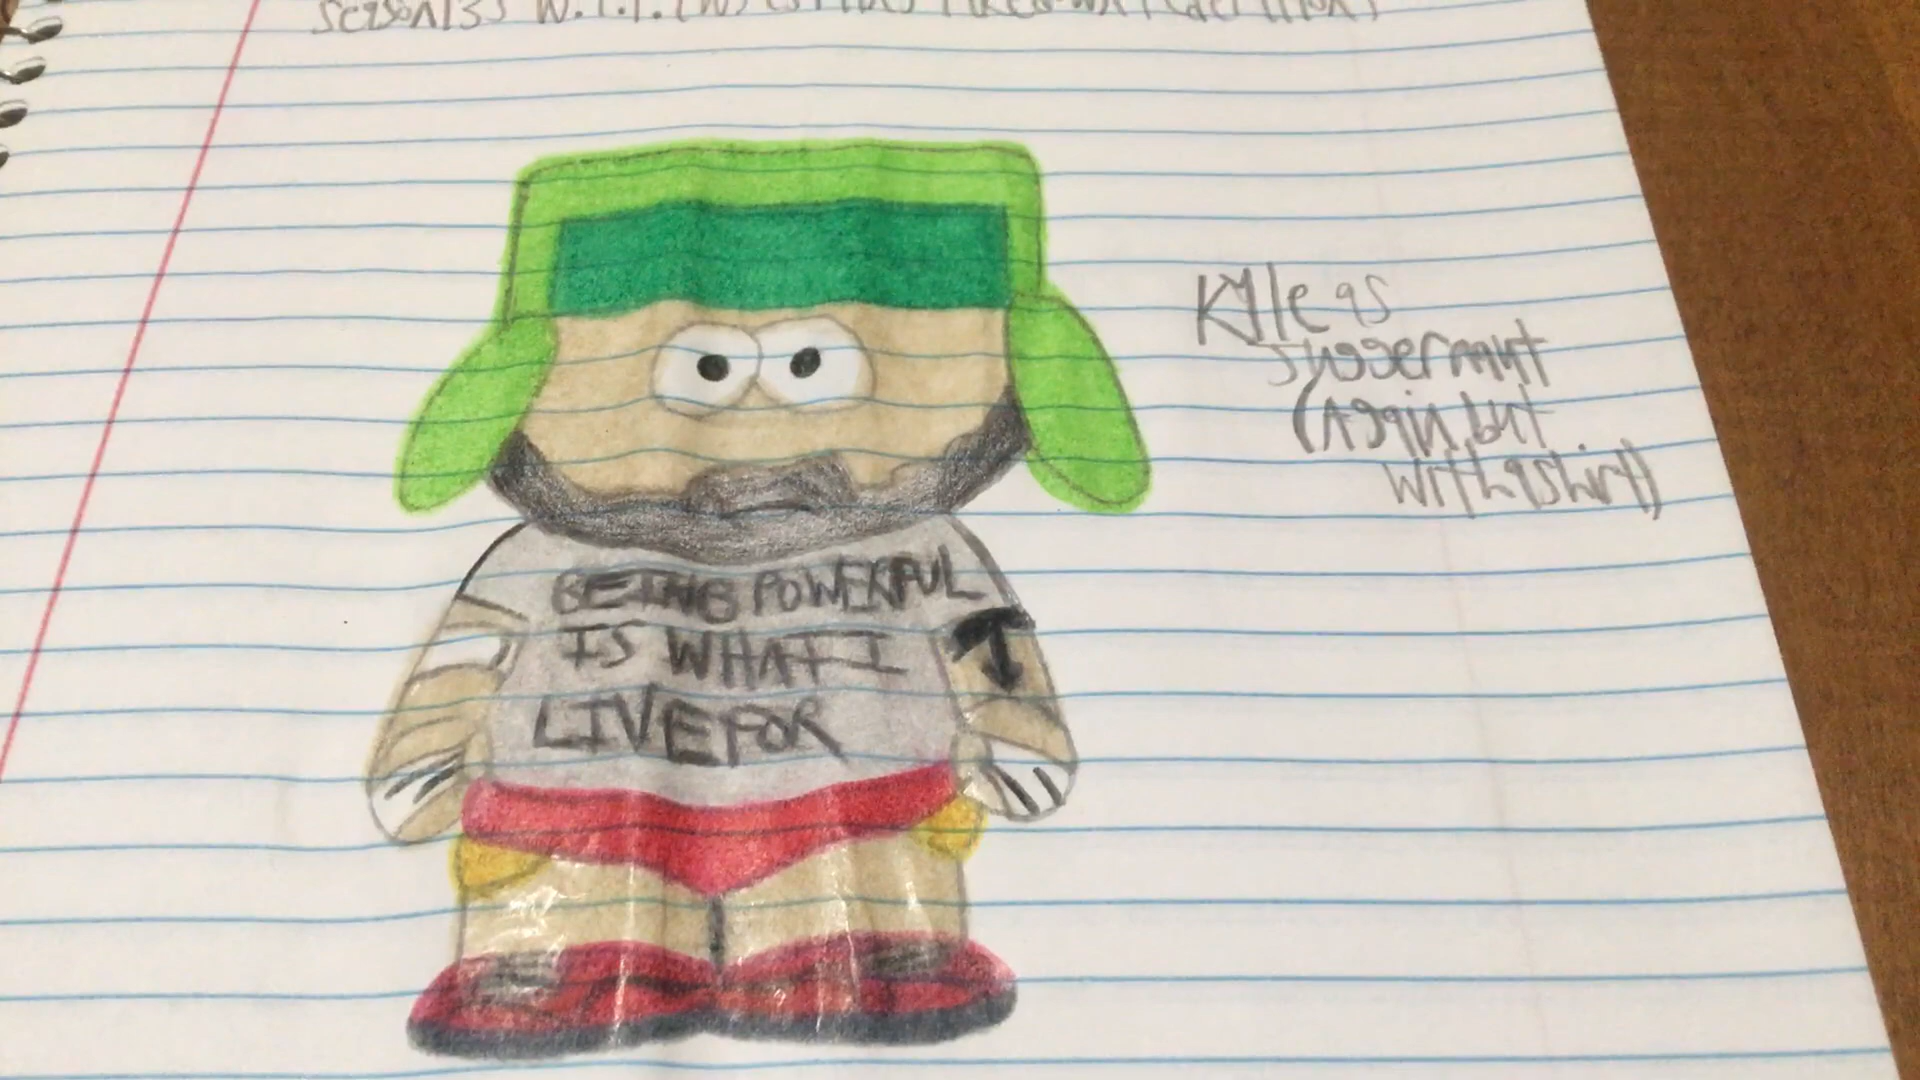 Kyle as
Juggernaut
(Again, but
with a shirt)
BEING POWERFUL
IS WHAT I
LIVE FOR